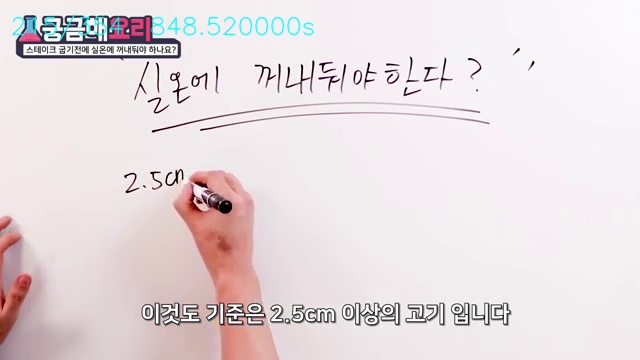 848.520000s
궁금해요리
스테이크 굽기전에 실온에 꺼내둬야 하나요?
실온에 꺼내둬야한다?
2.5cm
이것도 기준은 2.5cm 이상의 고기 입니다